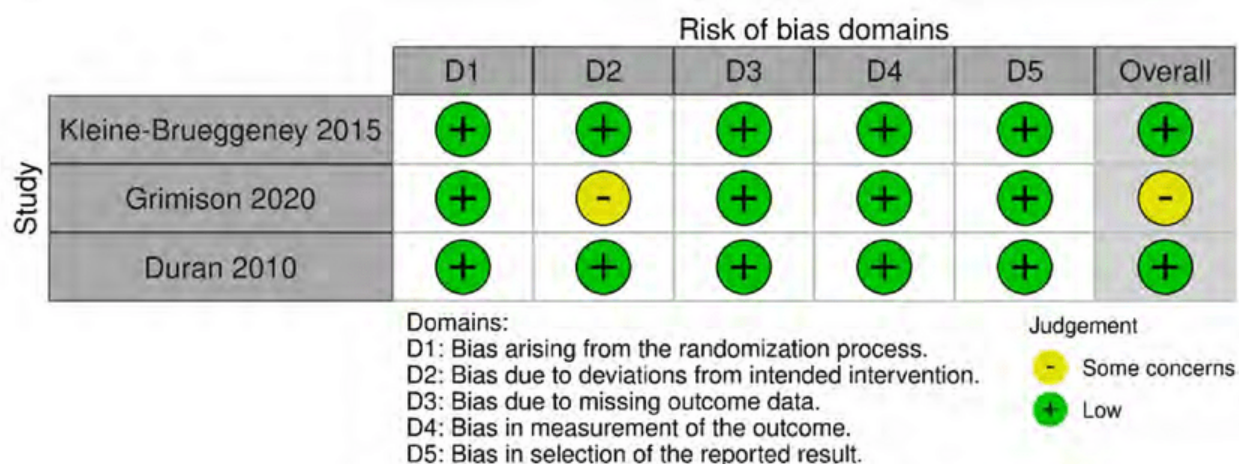 Risk of bias domains
D1 D2 D3 D4 D5 Overall
Study
Kleine-Brueggeney 2015 + + + + + +
Grimison 2020 + - + + + -
Duran 2010 + + + + + +
Domains:
D1: Bias arising from the randomization process.
D2: Bias due to deviations from intended intervention.
D3: Bias due to missing outcome data.
D4: Bias in measurement of the outcome.
D5: Bias in selection of the reported result.
Judgement
- Some concerns
+ Low